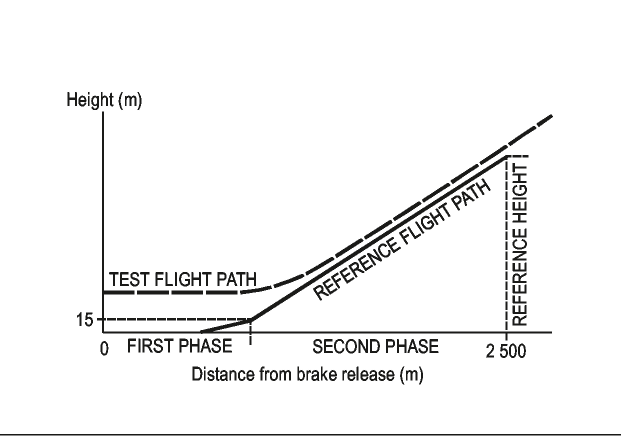 Height (m)
TEST FLIGHT PATH
REFERENCE FLIGHT PATH
REFERENCE HEIGHT
15
0
FIRST PHASE
SECOND PHASE
2 500
Distance from brake release (m)